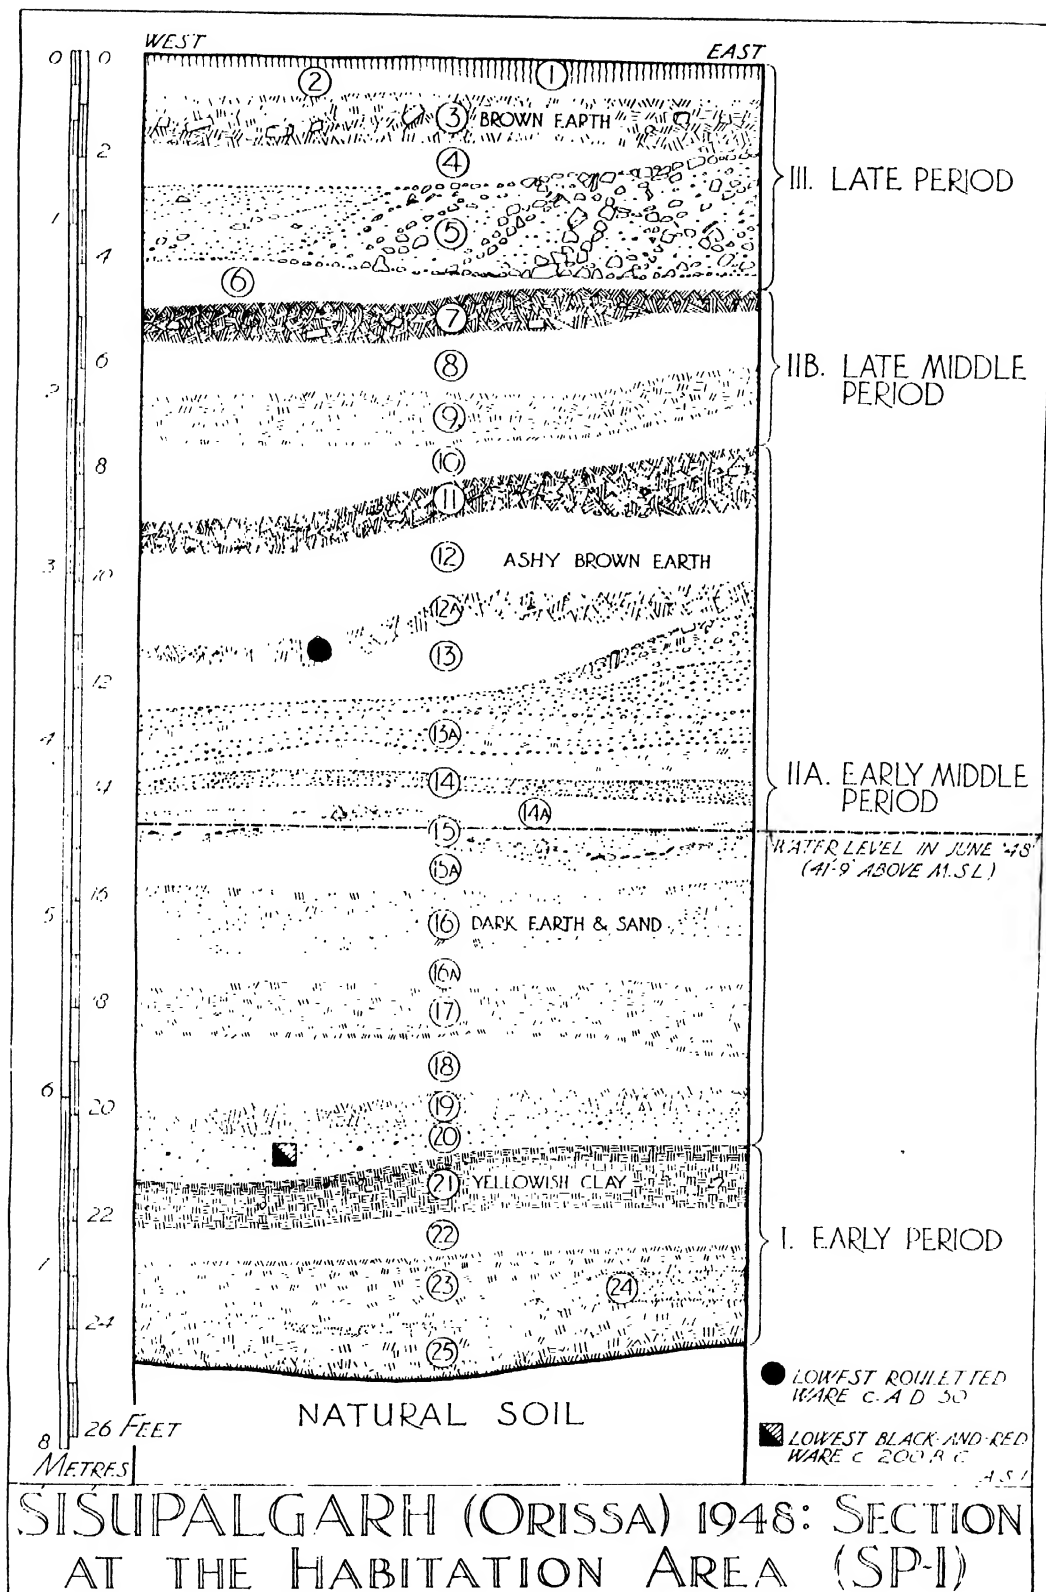 WEST
EAST
0 0
1
2
BROWN EARTH
3
2
4
III. LATE PERIOD
5
1
4
6
7
6
8
IIB. LATE MIDDLE
PERIOD
2
9
8
10
11
12
ASHY BROWN EARTH
3 10
12A
13
12
13A
4
14
IIA. EARLY MIDDLE
PERIOD
14A
15
WATER LEVEL IN JUNE '48'
(41'-9" ABOVE M.S.L)
15A
16
5
16 DARK EARTH & SAND
16A
18
17
18
6
20
19
20
21 YELLOWISH CLAY
22
22
I. EARLY PERIOD
7
23
24
24
25
LOWEST ROULETTED
WARE c. A D 50
NATURAL SOIL
26 FEET
8
METRES
LOWEST BLACK-AND-RED
WARE c 200 B C
A.S.I.
ŚIŚUPĀLGARH (ORISSA) 1948: SECTION
AT THE HABITATION AREA (SP-I)